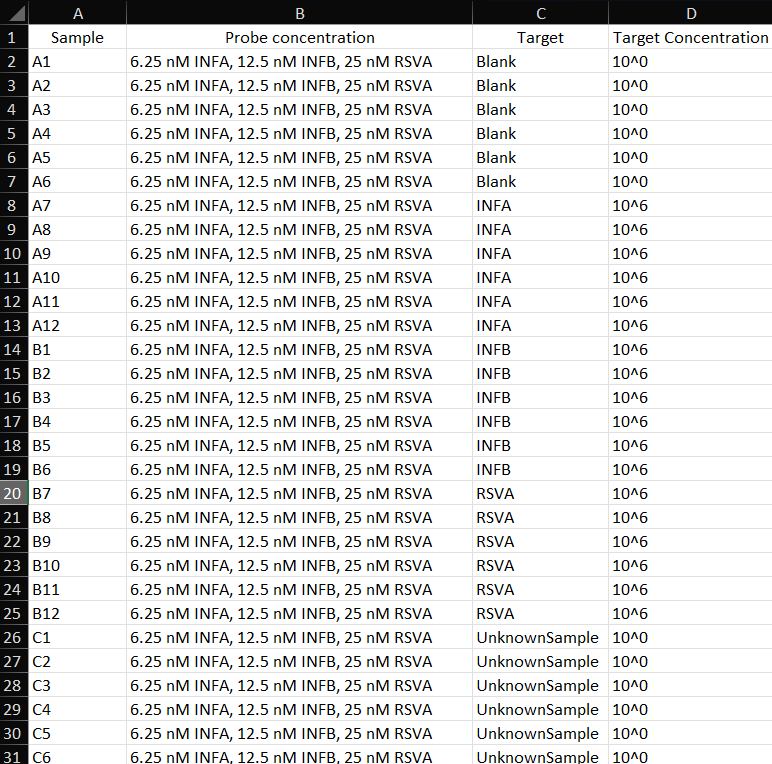 A B C D
1 Sample Probe concentration Target Target Concentration
2 A1 6.25 nM INFA, 12.5 nM INFB, 25 nM RSVA Blank 10^0
3 A2 6.25 nM INFA, 12.5 nM INFB, 25 nM RSVA Blank 10^0
4 A3 6.25 nM INFA, 12.5 nM INFB, 25 nM RSVA Blank 10^0
5 A4 6.25 nM INFA, 12.5 nM INFB, 25 nM RSVA Blank 10^0
6 A5 6.25 nM INFA, 12.5 nM INFB, 25 nM RSVA Blank 10^0
7 A6 6.25 nM INFA, 12.5 nM INFB, 25 nM RSVA Blank 10^0
8 A7 6.25 nM INFA, 12.5 nM INFB, 25 nM RSVA INFA 10^6
9 A8 6.25 nM INFA, 12.5 nM INFB, 25 nM RSVA INFA 10^6
10 A9 6.25 nM INFA, 12.5 nM INFB, 25 nM RSVA INFA 10^6
11 A10 6.25 nM INFA, 12.5 nM INFB, 25 nM RSVA INFA 10^6
12 A11 6.25 nM INFA, 12.5 nM INFB, 25 nM RSVA INFA 10^6
13 A12 6.25 nM INFA, 12.5 nM INFB, 25 nM RSVA INFA 10^6
14 B1 6.25 nM INFA, 12.5 nM INFB, 25 nM RSVA INFB 10^6
15 B2 6.25 nM INFA, 12.5 nM INFB, 25 nM RSVA INFB 10^6
16 B3 6.25 nM INFA, 12.5 nM INFB, 25 nM RSVA INFB 10^6
17 B4 6.25 nM INFA, 12.5 nM INFB, 25 nM RSVA INFB 10^6
18 B5 6.25 nM INFA, 12.5 nM INFB, 25 nM RSVA INFB 10^6
19 B6 6.25 nM INFA, 12.5 nM INFB, 25 nM RSVA INFB 10^6
20 B7 6.25 nM INFA, 12.5 nM INFB, 25 nM RSVA RSVA 10^6
21 B8 6.25 nM INFA, 12.5 nM INFB, 25 nM RSVA RSVA 10^6
22 B9 6.25 nM INFA, 12.5 nM INFB, 25 nM RSVA RSVA 10^6
23 B10 6.25 nM INFA, 12.5 nM INFB, 25 nM RSVA RSVA 10^6
24 B11 6.25 nM INFA, 12.5 nM INFB, 25 nM RSVA RSVA 10^6
25 B12 6.25 nM INFA, 12.5 nM INFB, 25 nM RSVA RSVA 10^6
26 C1 6.25 nM INFA, 12.5 nM INFB, 25 nM RSVA UnknownSample 10^0
27 C2 6.25 nM INFA, 12.5 nM INFB, 25 nM RSVA UnknownSample 10^0
28 C3 6.25 nM INFA, 12.5 nM INFB, 25 nM RSVA UnknownSample 10^0
29 C4 6.25 nM INFA, 12.5 nM INFB, 25 nM RSVA UnknownSample 10^0
30 C5 6.25 nM INFA, 12.5 nM INFB, 25 nM RSVA UnknownSample 10^0
31 C6 6.25 nM INFA, 12.5 nM INFB, 25 nM RSVA UnknownSample 10^0